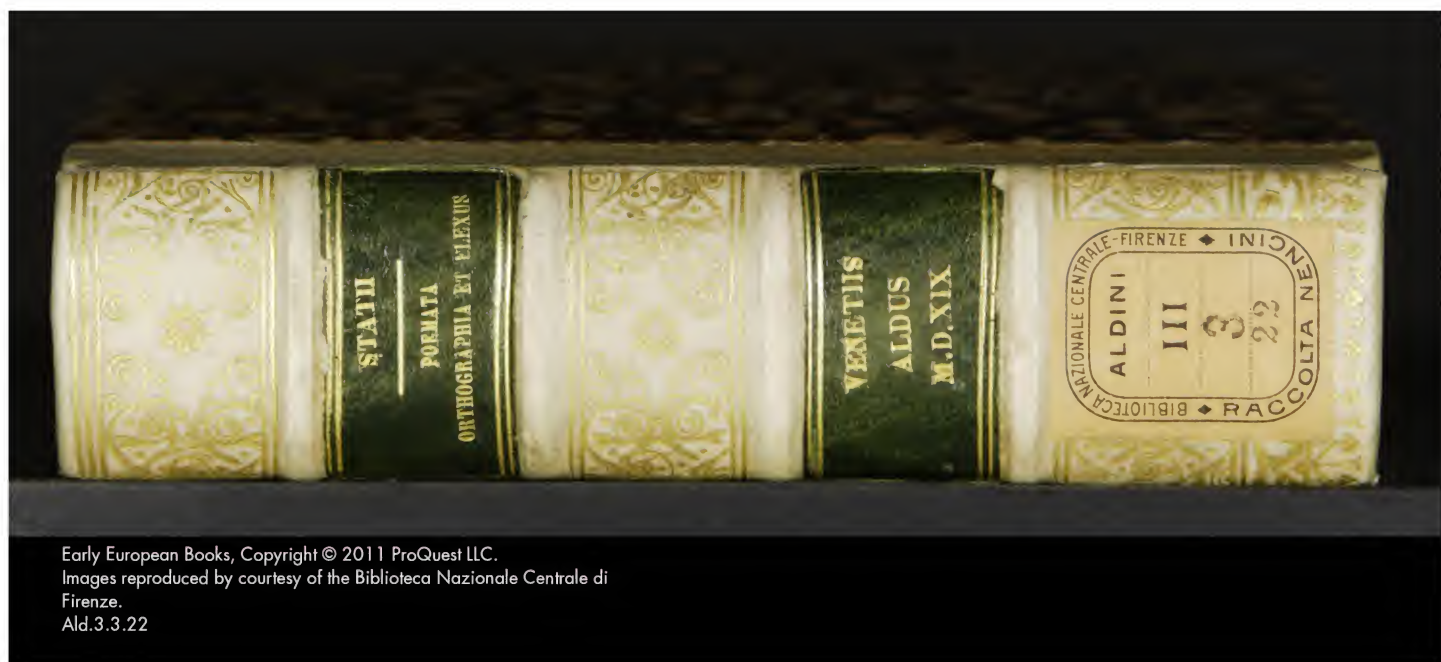 STATII
POEMATA
ORTHOGRAPHIA ET FLEXUS
VENETIIS
ALDUS
M.D.XIX
BIBLIOTECA NAZIONALE CENTRALE-FIRENZE ◆ RACCOLTA NENCINI ◆
ALDINI
III
3
22
Early European Books, Copyright © 2011 ProQuest LLC.
Images reproduced by courtesy of the Biblioteca Nazionale Centrale di
Firenze.
Ald.3.3.22